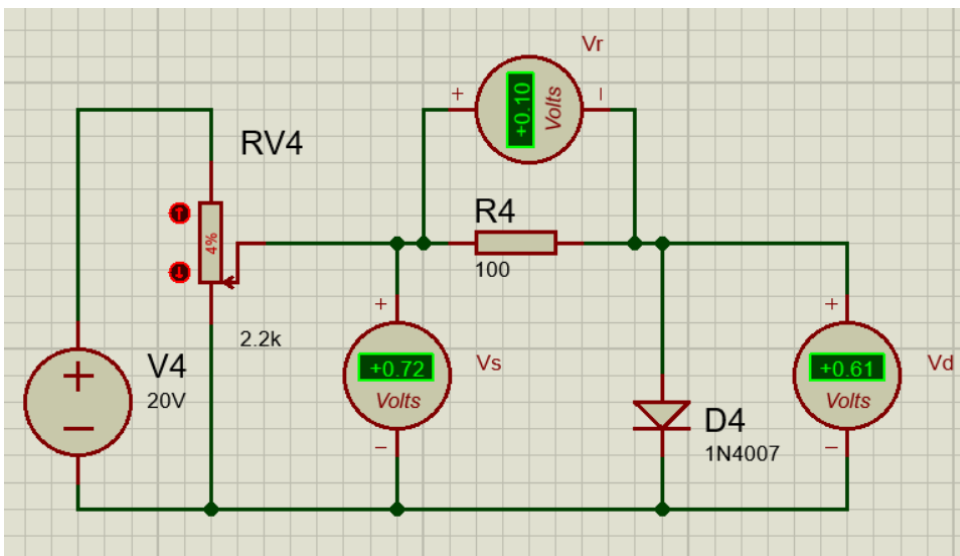 Vr
+
+0.10
Volts
−
RV4
4%
2.2k
R4
100
V4
20V
+
−
+
+0.72
Volts
−
Vs
+
+0.61
Volts
−
Vd
D4
1N4007